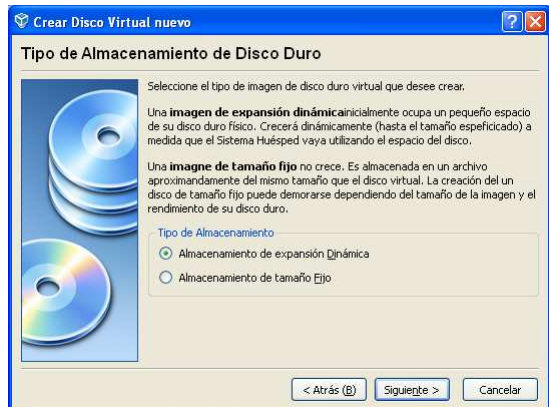 Crear Disco Virtual nuevo
Tipo de Almacenamiento de Disco Duro
Seleccione el tipo de imagen de disco duro virtual que desee crear.
Una imagen de expansión dinámicainicialmente ocupa un pequeño espacio
de su disco duro físico. Crecerá dinámicamente (hasta el tamaño espeficicado) a
medida que el Sistema Huésped vaya utilizando el espacio del disco.
Una imagne de tamaño fijo no crece. Es almacenada en un archivo
aproximandamente del mismo tamaño que el disco virtual. La creación del un
disco de tamaño fijo puede demorarse dependiendo del tamaño de la imagen y el
rendimiento de su disco duro.
Tipo de Almacenamiento
Almacenamiento de expansión Dinámica
Almacenamiento de tamaño Fijo
< Atrás (B)
Siguiente >
Cancelar